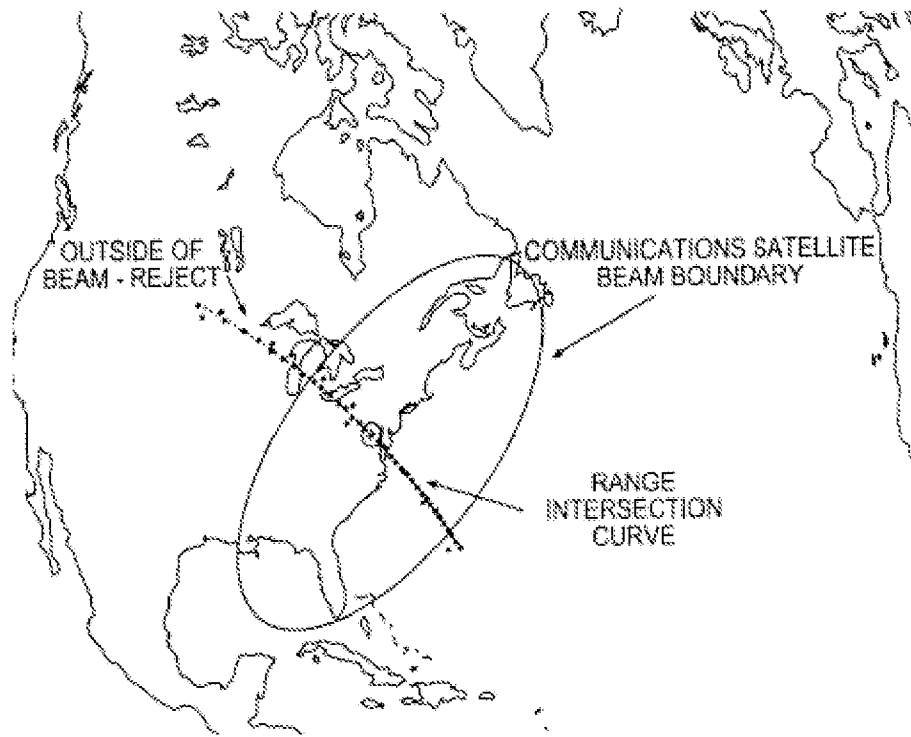 OUTSIDE OF
BEAM - REJECT
COMMUNICATIONS SATELLITE
BEAM BOUNDARY
RANGE
INTERSECTION
CURVE